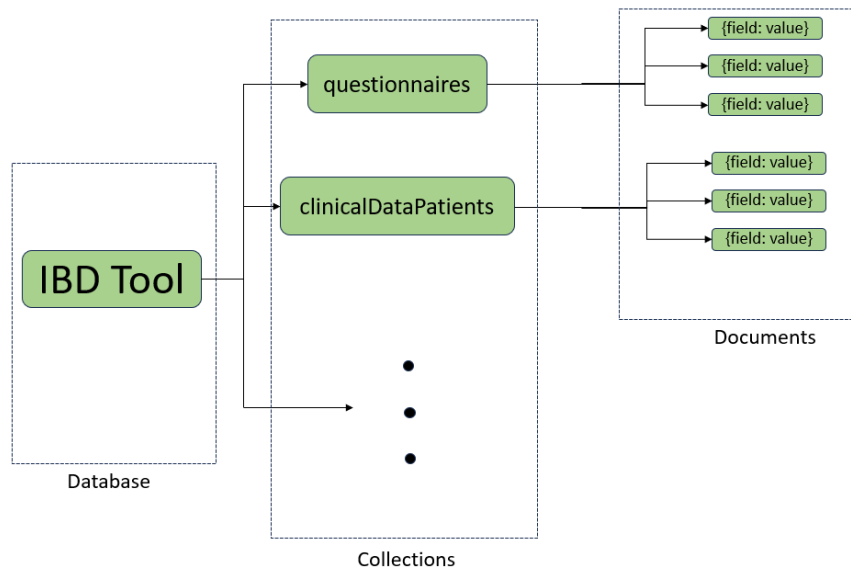 IBD Tool
Database
questionnaires
clinicalDataPatients
Collections
{field: value}
{field: value}
{field: value}
{field: value}
{field: value}
{field: value}
Documents